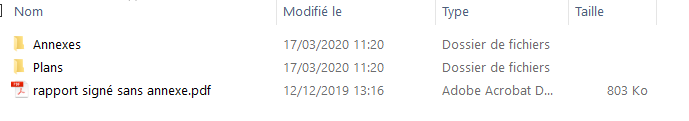 Nom Modifié le Type Taille
Annexes 17/03/2020 11:20 Dossier de fichiers
Plans 17/03/2020 11:20 Dossier de fichiers
rapport signé sans annexe.pdf 12/12/2019 13:16 Adobe Acrobat D... 803 Ko